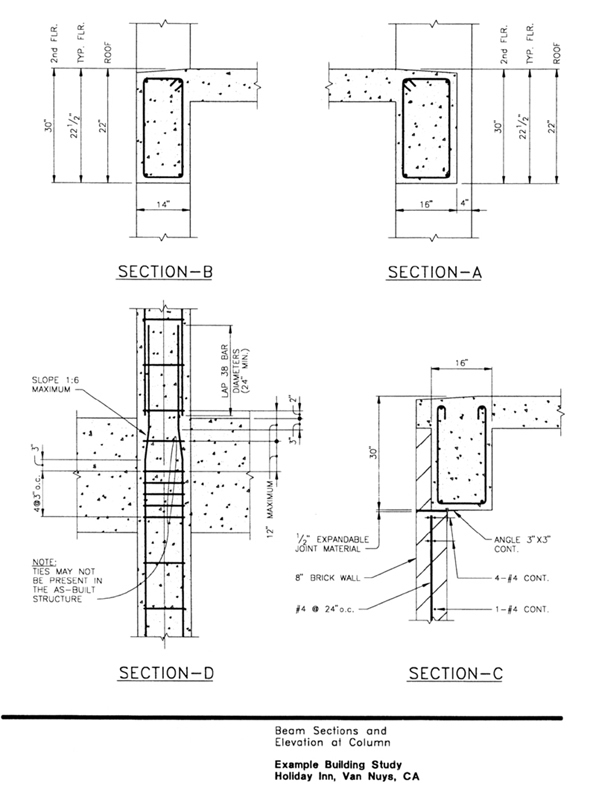 2nd FLR.
TYP. FLR.
ROOF
30"
22 1/2"
22"
14"
SECTION-B
2nd FLR.
TYP. FLR.
ROOF
30"
22 1/2"
22"
16"
4"
SECTION-A
SLOPE 1:6
MAXIMUM
LAP 38 BAR
DIAMETERS
(24" MIN.)
2"
3"
3"
4@3"o.c.
12" MAXIMUM
NOTE:
TIES MAY NOT
BE PRESENT IN
THE AS-BUILT
STRUCTURE
SECTION-D
16"
30"
1/2" EXPANDABLE
JOINT MATERIAL
8" BRICK WALL
#4 @ 24"o.c.
ANGLE 3"X3"
CONT.
4-#4 CONT.
1-#4 CONT.
SECTION-C
Beam Sections and
Elevation at Column
Example Building Study
Holiday Inn, Van Nuys, CA